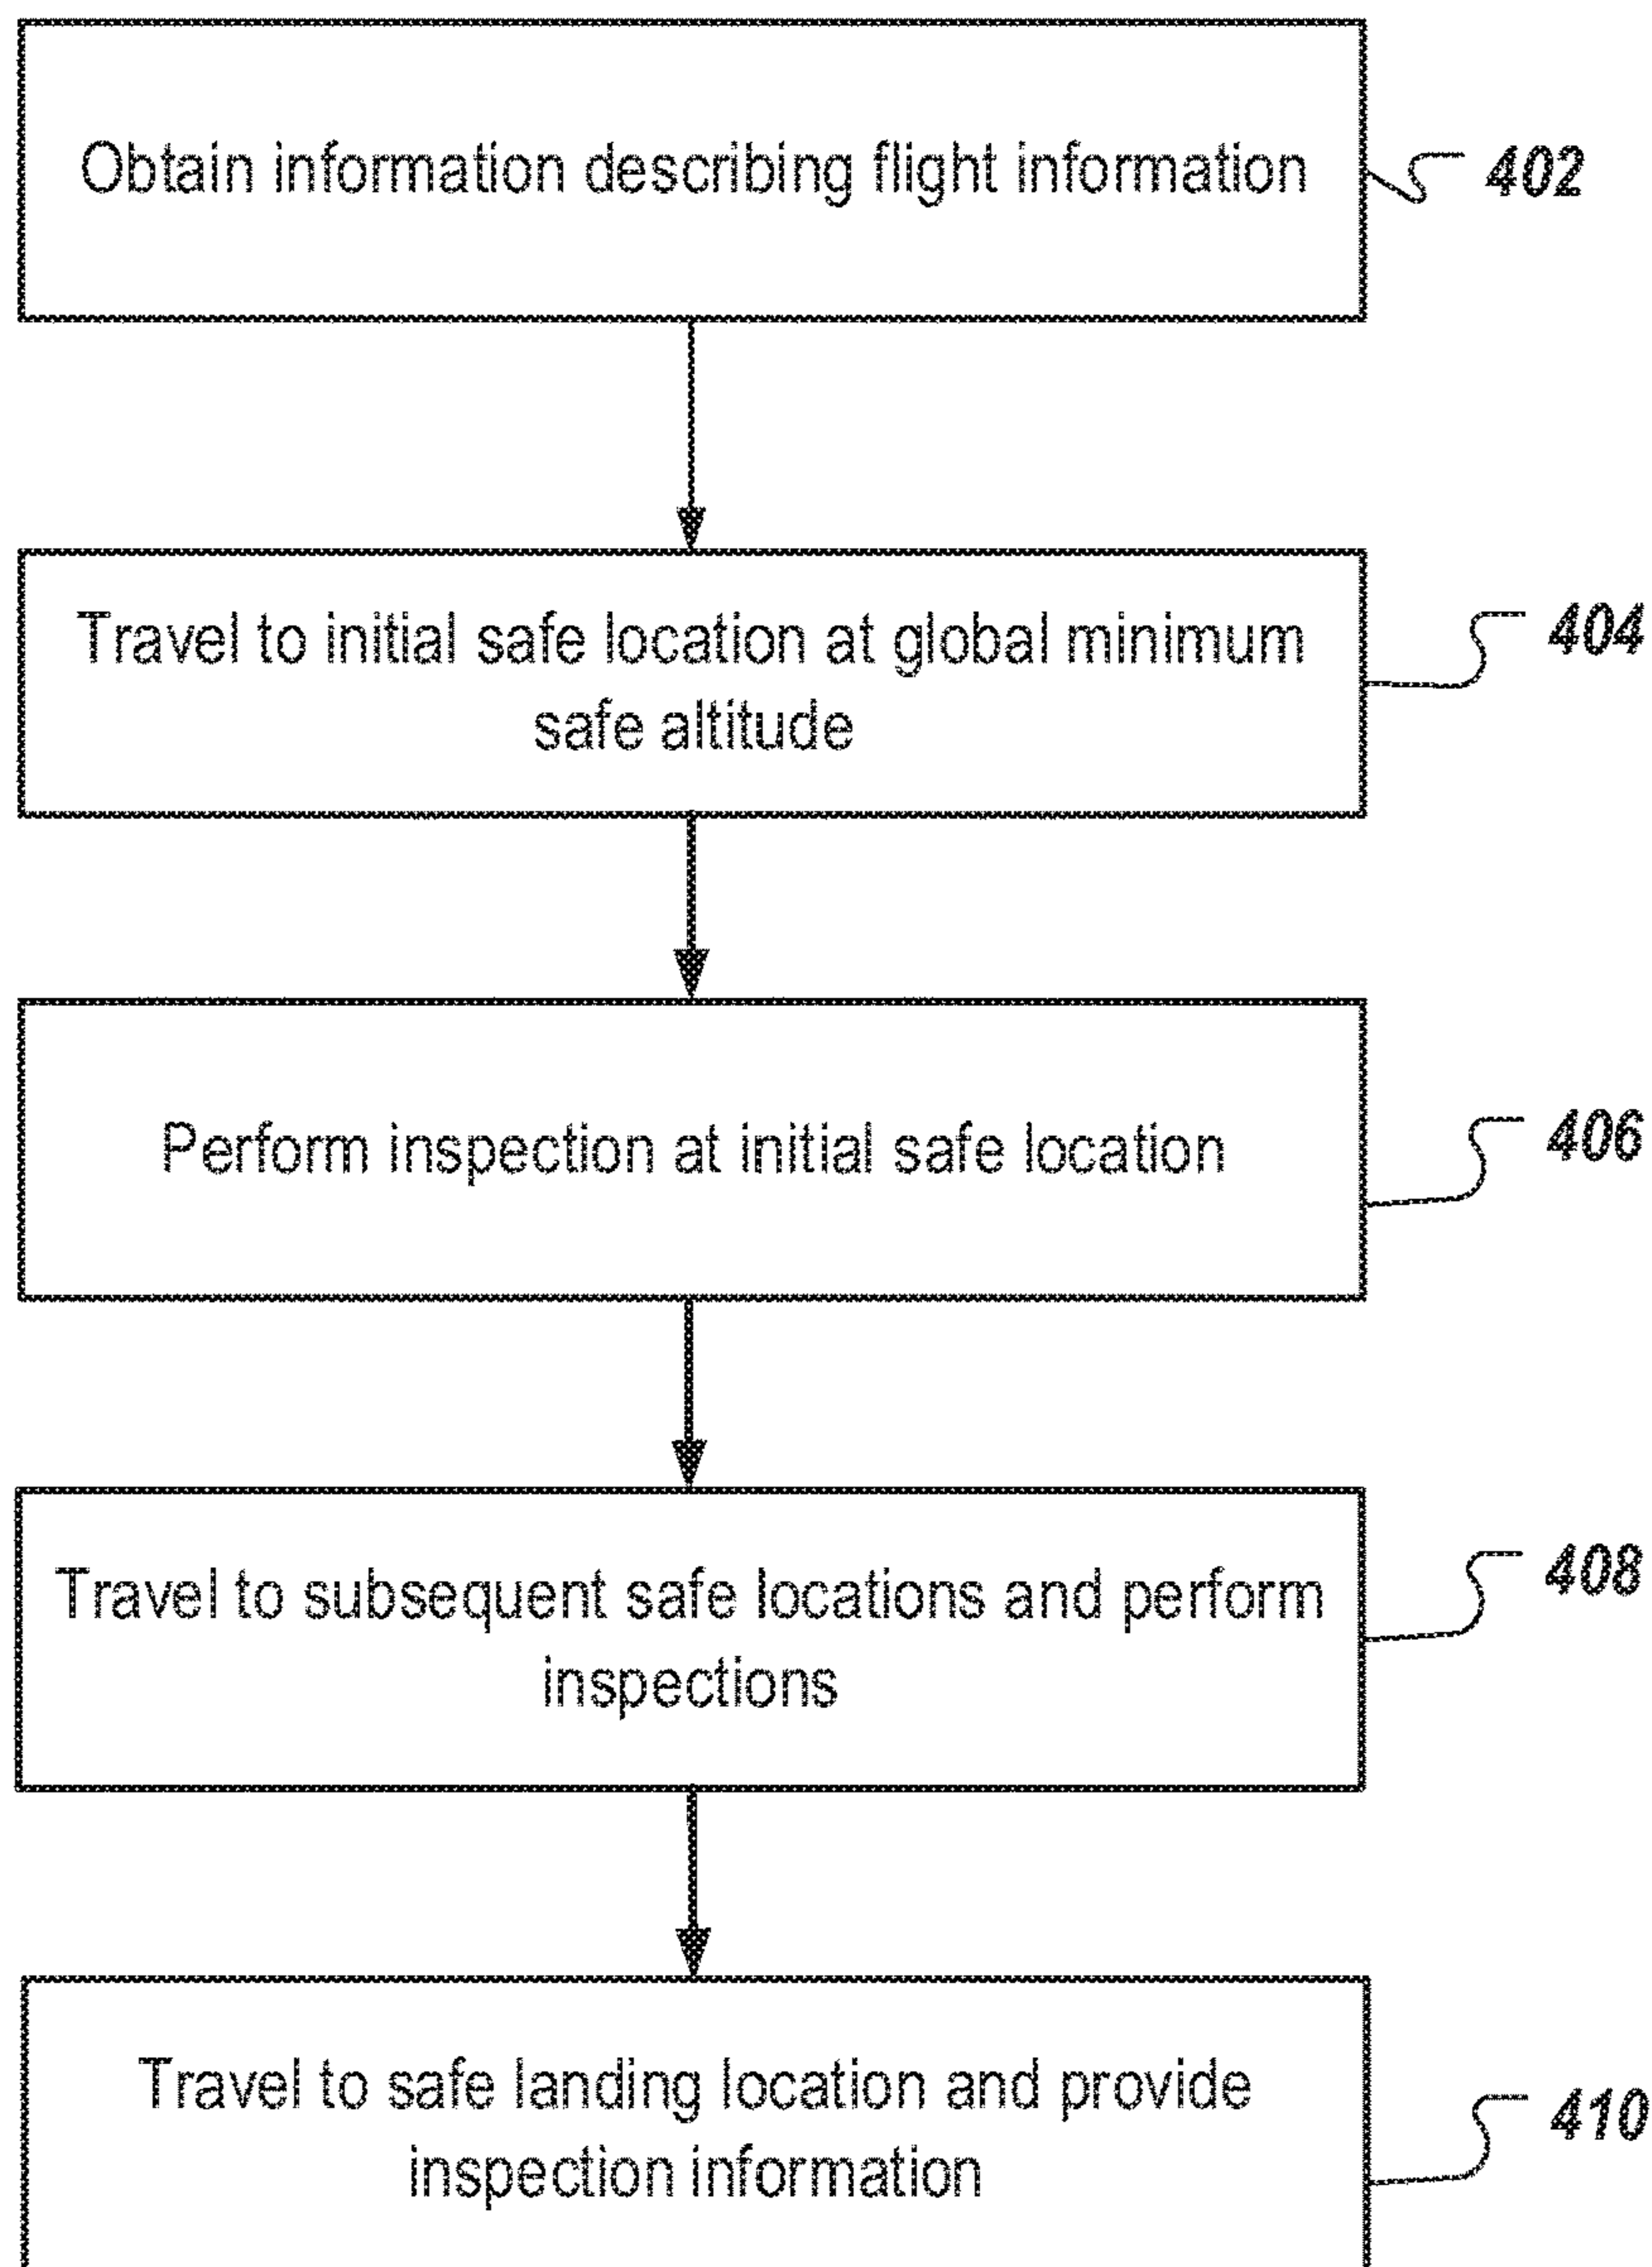 Obtain information describing flight information
402
Travel to initial safe location at global minimum
safe altitude
404
Perform inspection at initial safe location
406
Travel to subsequent safe locations and perform
inspections
408
Travel to safe landing location and provide
inspection information
410